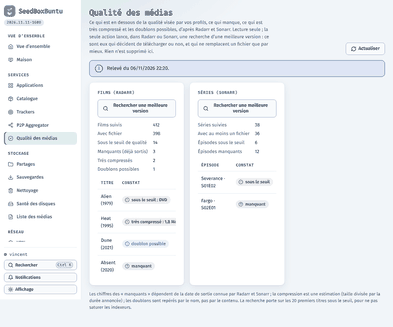 SeedBoxBuntu
VUE D'ENSEMBLE
Vue d'ensemble
Maison
SERVICES
Applications
Catalogue
Trackers
P2P Aggregator
Qualité des médias
STOCKAGE
Partages
Sauvegardes
Nettoyage
Santé des disques
Liste des médias
RÉSEAU
vincent
Rechercher
Ctrl K
Notifications
Affichage
Qualité des médias
Ce qui est en dessous de la qualité visée par vos profils, ce qui manque, ce qui est
très compressé et les doublons possibles, d'après Radarr et Sonarr. Lecture seule ; la
seule action lance, dans Radarr ou Sonarr, une recherche d'une meilleure version : ce
sont eux qui décident de télécharger ou non, et qui ne remplacent un fichier que par
mieux. Rien n'est supprimé ici.
Actualiser
Relevé du 06/11/2026 22:20.
FILMS (RADARR)
Rechercher une meilleure
version
Films suivis 412
Avec fichier 398
Sous le seuil de qualité 14
Manquants (déjà sortis) 3
Très compressés 2
Doublons possibles 1
TITRE CONSTAT
Alien
(1979)
sous le seuil : DVD
Heat
(1995)
très compressé : 1,8 M
Dune
(2021)
doublon possible
Absent
(2020)
manquant
SÉRIES (SONARR)
Rechercher une meilleure
version
Séries suivies 38
Avec au moins un fichier 36
Épisodes sous le seuil 6
Épisodes manquants 12
ÉPISODE CONSTAT
Severance ·
S01E02
sous le seuil
Fargo ·
S02E01
manquant
Les chiffres des « manquants » dépendent de la date de sortie connue par Radarr et Sonarr ; la compression est une estimation (taille divisée par la
durée annoncée) ; les doublons sont repérés par le nom, pas par le contenu. La recherche porte sur les 20 premiers titres sous le seuil, pour ne pas
saturer les indexeurs.